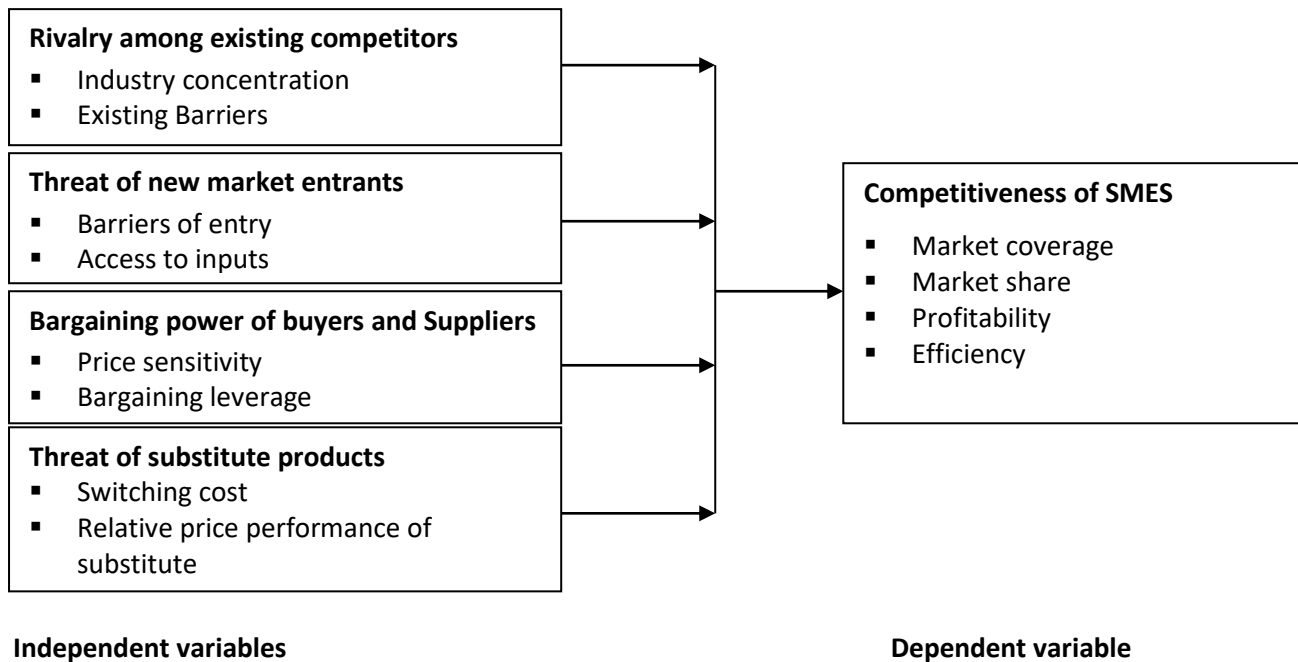 Rivalry among existing competitors
▪ Industry concentration
▪ Existing Barriers
Threat of new market entrants
▪ Barriers of entry
▪ Access to inputs
Bargaining power of buyers and Suppliers
▪ Price sensitivity
▪ Bargaining leverage
Threat of substitute products
▪ Switching cost
▪ Relative price performance of
substitute
Independent variables
Competitiveness of SMES
▪ Market coverage
▪ Market share
▪ Profitability
▪ Efficiency
Dependent variable